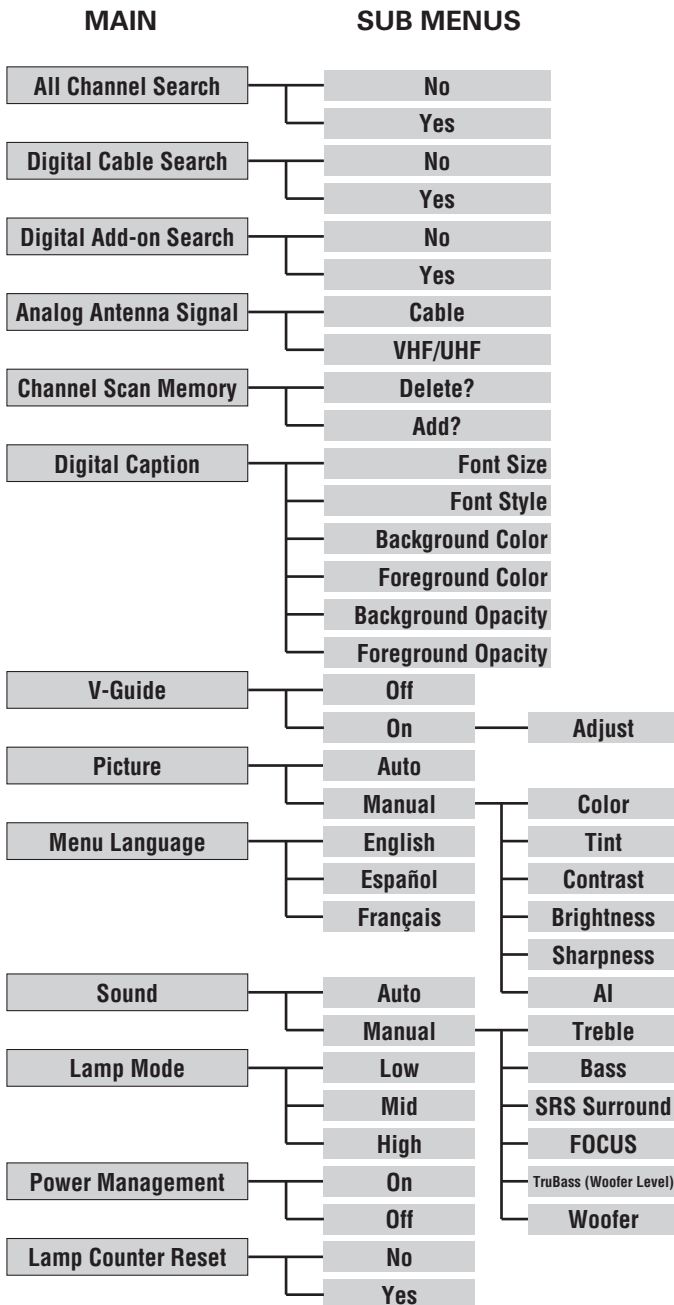 MAIN SUB MENUS
All Channel Search No
Yes
Digital Cable Search No
Yes
Digital Add-on Search No
Yes
Analog Antenna Signal Cable
VHF/UHF
Channel Scan Memory Delete?
Add?
Digital Caption Font Size
Font Style
Background Color
Foreground Color
Background Opacity
Foreground Opacity
V-Guide Off
On Adjust
Picture Auto
Manual Color
Menu Language English Tint
Español Contrast
Français Brightness
Sharpness
Sound Auto AI
Manual Treble
Lamp Mode Low Bass
Mid SRS Surround
High FOCUS
Power Management On TruBass (Woofer Level)
Off Woofer
Lamp Counter Reset No
Yes